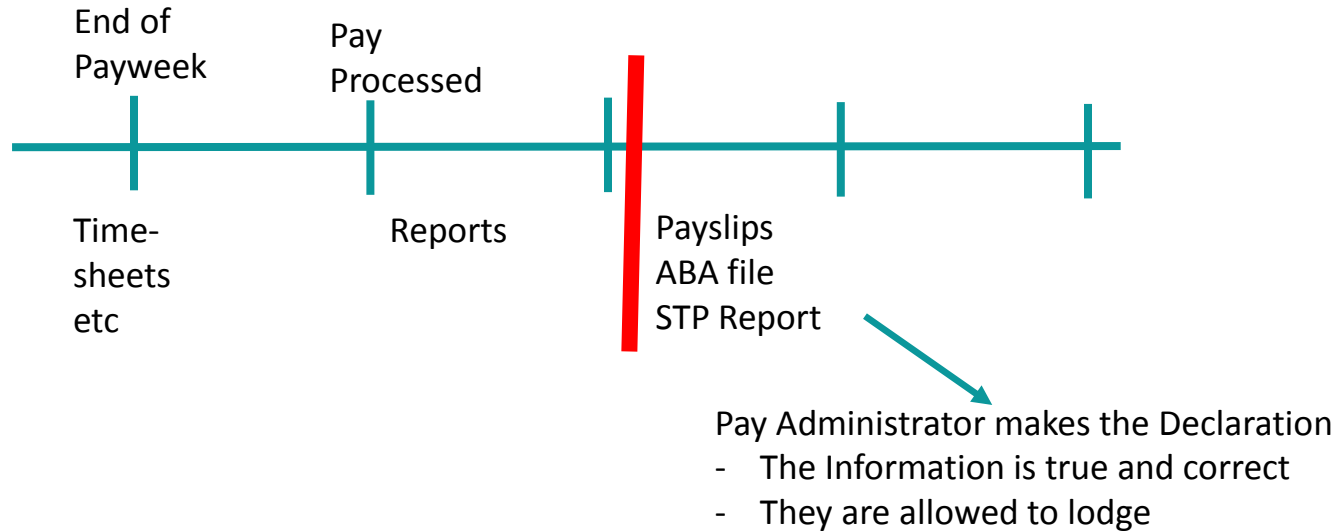 End of
Payweek
Pay
Processed
Time-
sheets
etc
Reports
Payslips
ABA file
STP Report
Pay Administrator makes the Declaration
- The Information is true and correct
- They are allowed to lodge